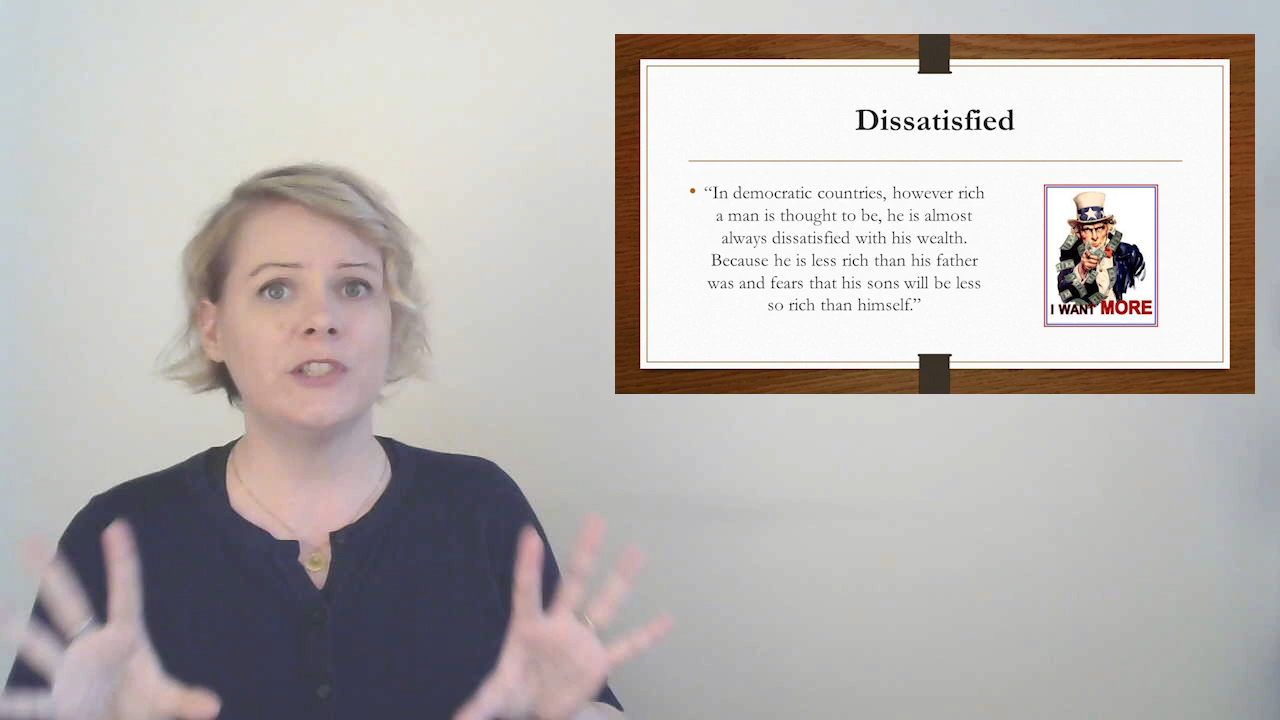 Dissatisfied
• “In democratic countries, however rich
a man is thought to be, he is almost
always dissatisfied with his wealth.
Because he is less rich than his father
was and fears that his sons will be less
so rich than himself.”
I WANT MORE